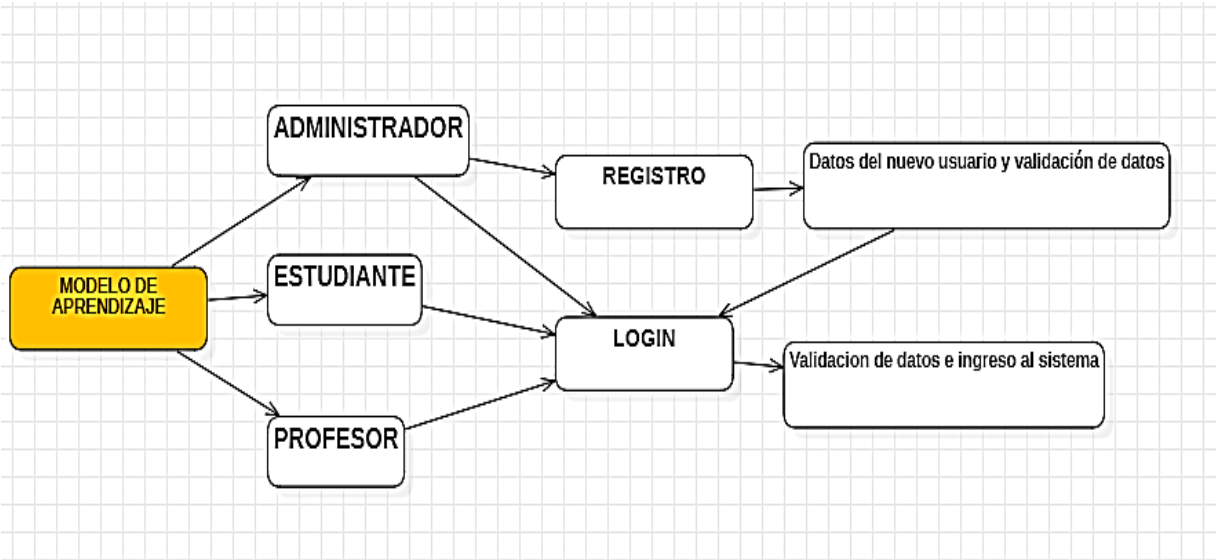 ADMINISTRADOR
REGISTRO
Datos del nuevo usuario y validación de datos
MODELO DE
APRENDIZAJE
ESTUDIANTE
LOGIN
Validacion de datos e ingreso al sistema
PROFESOR